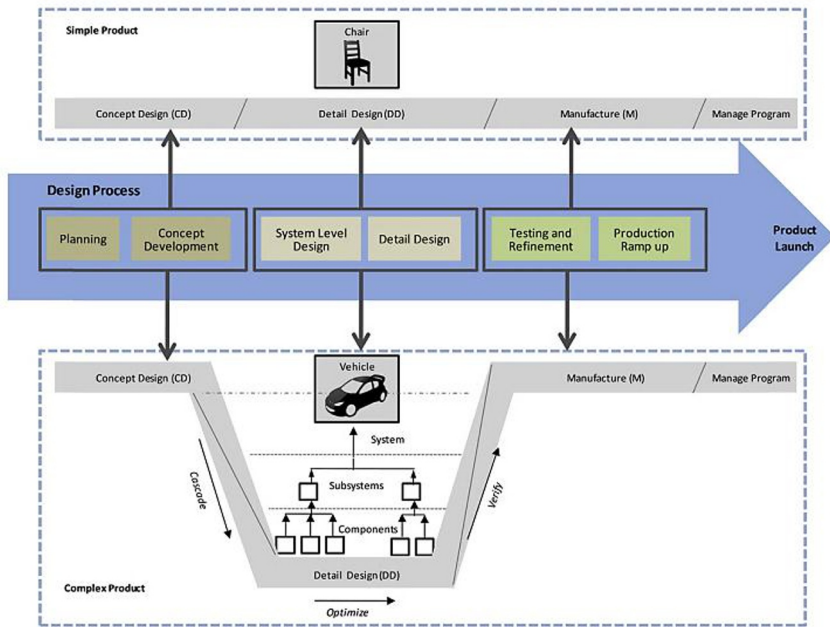 Simple Product
Chair
Concept Design (CD)
Detail Design (DD)
Manufacture (M)
Manage Program
Design Process
Planning
Concept
Development
System Level
Design
Detail Design
Testing and
Refinement
Production
Ramp up
Product
Launch
Concept Design (CD)
Vehicle
Manufacture (M)
Manage Program
System
Cascade
Subsystems
Verify
Components
Detail Design (DD)
Complex Product
Optimize